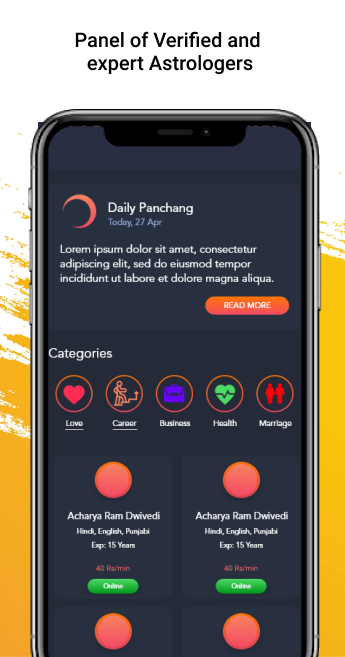 Panel of Verified and
expert Astrologers
Daily Panchang
Today, 27 Apr
Lorem ipsum dolor sit amet, consectetur
adipiscing elit, sed do eiusmod tempor
incididunt ut labore et dolore magna aliqua.
READ MORE
Categories
Love Career Business Health Marriage
Acharya Ram Dwivedi Acharya Ram Dwivedi
Hindi, English, Punjabi Hindi, English, Punjabi
Exp: 15 Years Exp: 15 Years
40 Rs/min 40 Rs/min
Online Online